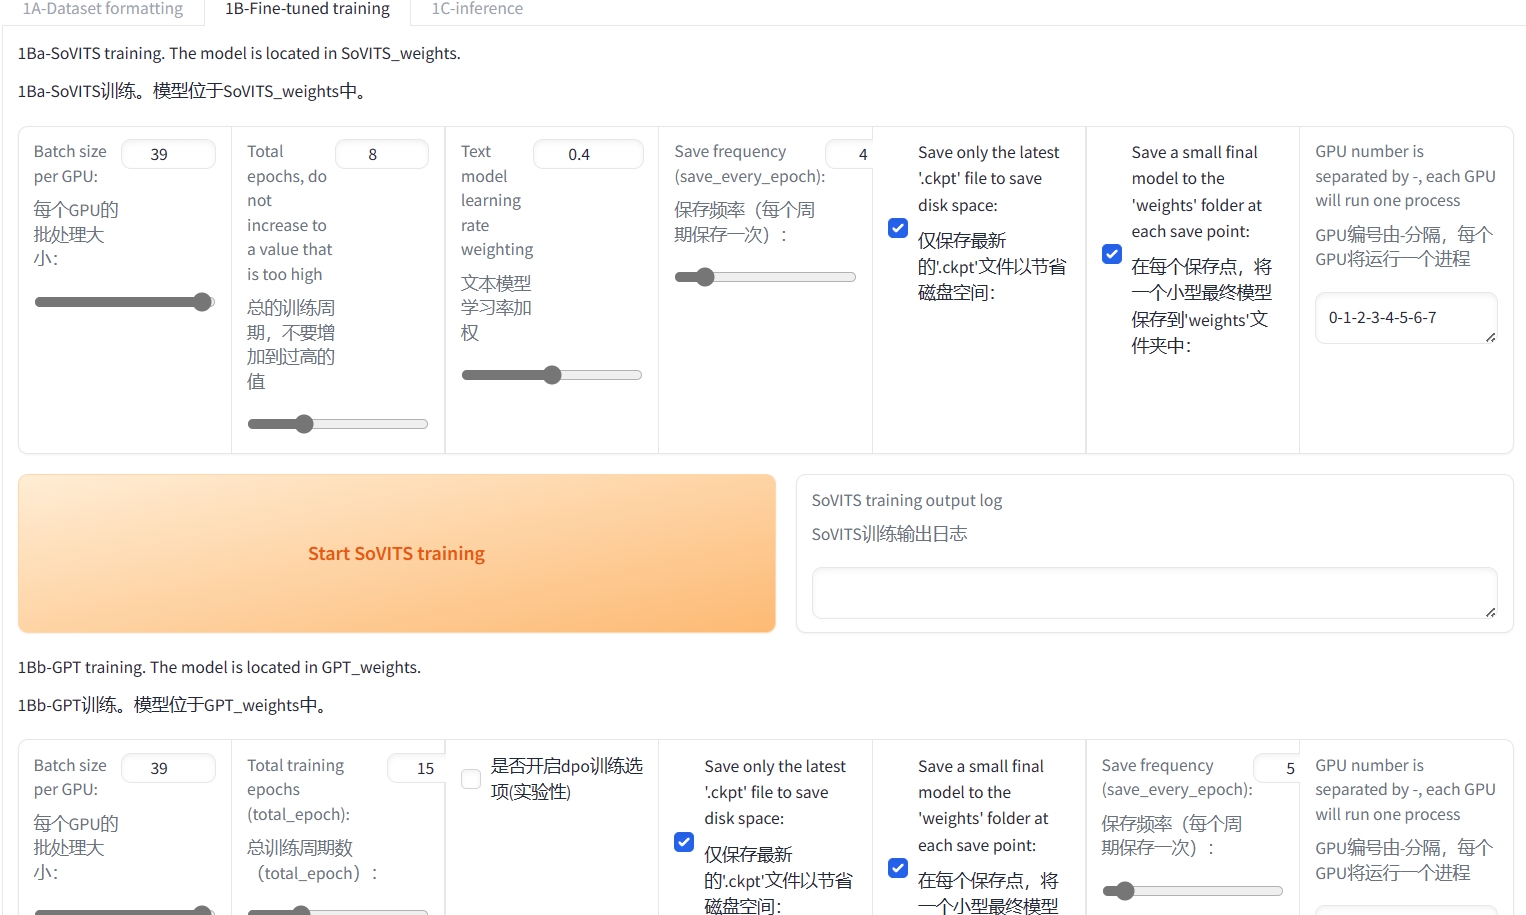 1A-Dataset formatting
1B-Fine-tuned training
1C-inference
1Ba-SoVITS training. The model is located in SoVITS_weights.
1Ba-SoVITS训练。模型位于SoVITS_weights中。
Batch size
per GPU:
39
每个GPU的
批处理大
小：
Total
epochs, do
not
increase to
a value that
is too high
8
总的训练周
期，不要增
加到过高的
值
Text
model
learning
rate
weighting
0.4
文本模型
学习率加
权
Save frequency
(save_every_epoch):
4
保存频率（每个周
期保存一次）：
Save only the latest
'.ckpt' file to save
disk space:
仅保存最新
的'.ckpt'文件以节省
磁盘空间：
Save a small final
model to the
'weights' folder at
each save point:
在每个保存点，将
一个小型最终模型
保存到'weights'文
件夹中：
GPU number is
separated by -, each GPU
will run one process
GPU编号由-分隔，每个
GPU将运行一个进程
0-1-2-3-4-5-6-7
Start SoVITS training
SoVITS training output log
SoVITS训练输出日志
1Bb-GPT training. The model is located in GPT_weights.
1Bb-GPT训练。模型位于GPT_weights中。
Batch size
per GPU:
39
每个GPU的
批处理大
小：
Total training
epochs
(total_epoch):
15
总训练周期数
（total_epoch）：
是否开启dpo训练选
项(实验性)
Save only the latest
'.ckpt' file to save
disk space:
仅保存最新
的'.ckpt'文件以节省
磁盘空间：
Save a small final
model to the
'weights' folder at
each save point:
在每个保存点，将
一个小型最终模型
Save frequency
(save_every_epoch):
5
保存频率（每个周
期保存一次）：
GPU number is
separated by -, each GPU
will run one process
GPU编号由-分隔，每个
GPU将运行一个进程